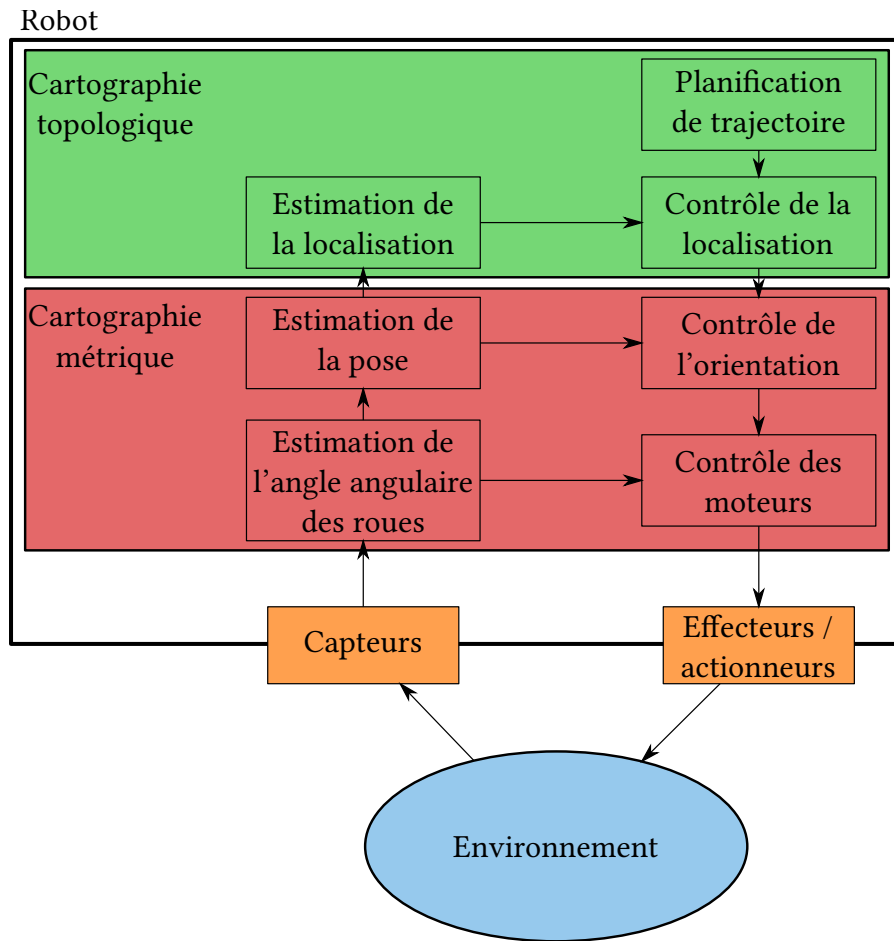 Robot
Cartographie
topologique
Planification
de trajectoire
Estimation de
la localisation
Contrôle de la
localisation
Cartographie
métrique
Estimation de
la pose
Contrôle de
l'orientation
Estimation de
l'angle angulaire
des roues
Contrôle des
moteurs
Capteurs
Effecteurs /
actionneurs
Environnement